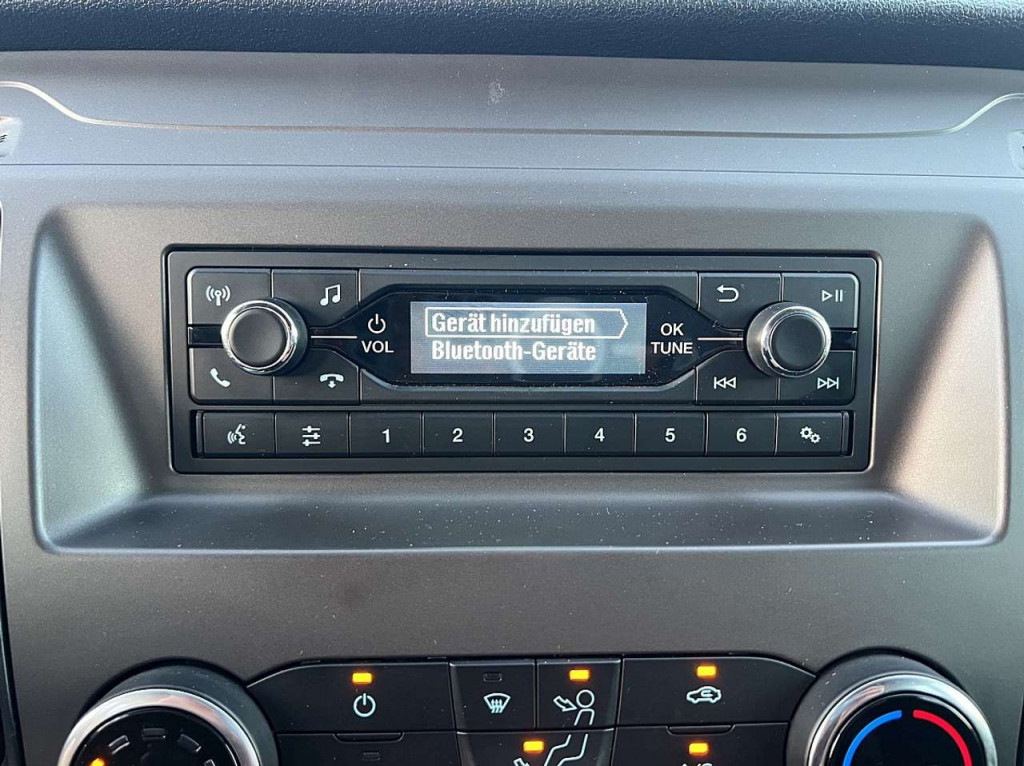 Gerät hinzufügen
Bluetooth-Geräte
VOL
OK
TUNE
1 2 3 4 5 6